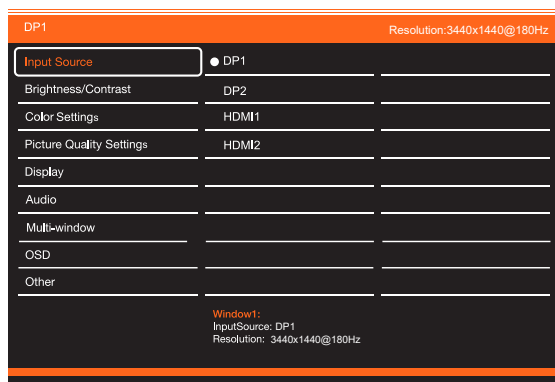 DP1 Resolution:3440x1440@180Hz
Input Source DP1
Brightness/Contrast DP2
Color Settings HDMI1
Picture Quality Settings HDMI2
Display
Audio
Multi-window
OSD
Other
Window1:
InputSource: DP1
Resolution: 3440x1440@180Hz